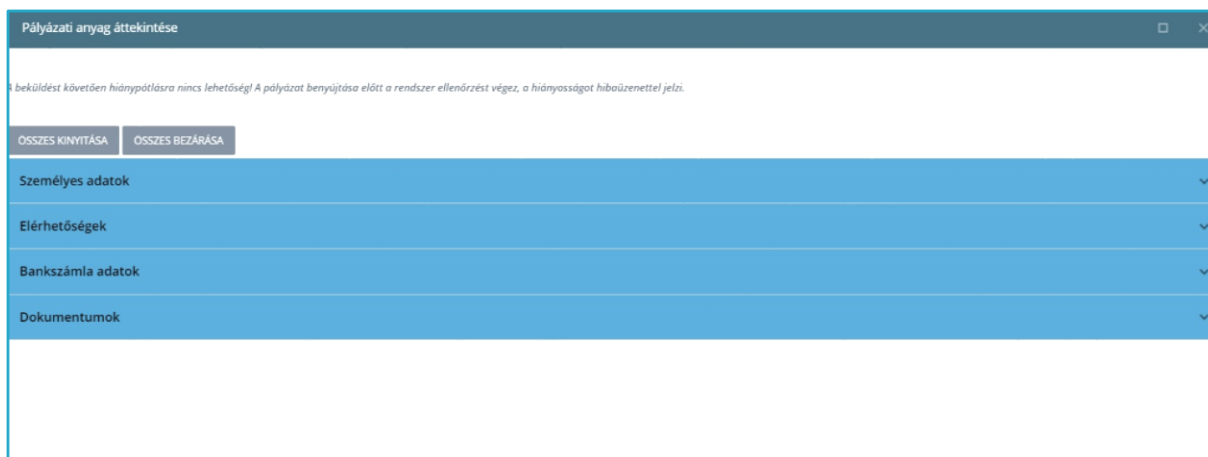 Pályázati anyag áttekintése
A beküldést követően hiánypótlásra nincs lehetőség! A pályázat benyújtása előtt a rendszer ellenőrzést végez, a hiányosságot hibaüzenettel jelzi.
ÖSSZES KINYITÁSA ÖSSZES BEZÁRÁSA
Személyes adatok
Elérhetőségek
Bankszámla adatok
Dokumentumok